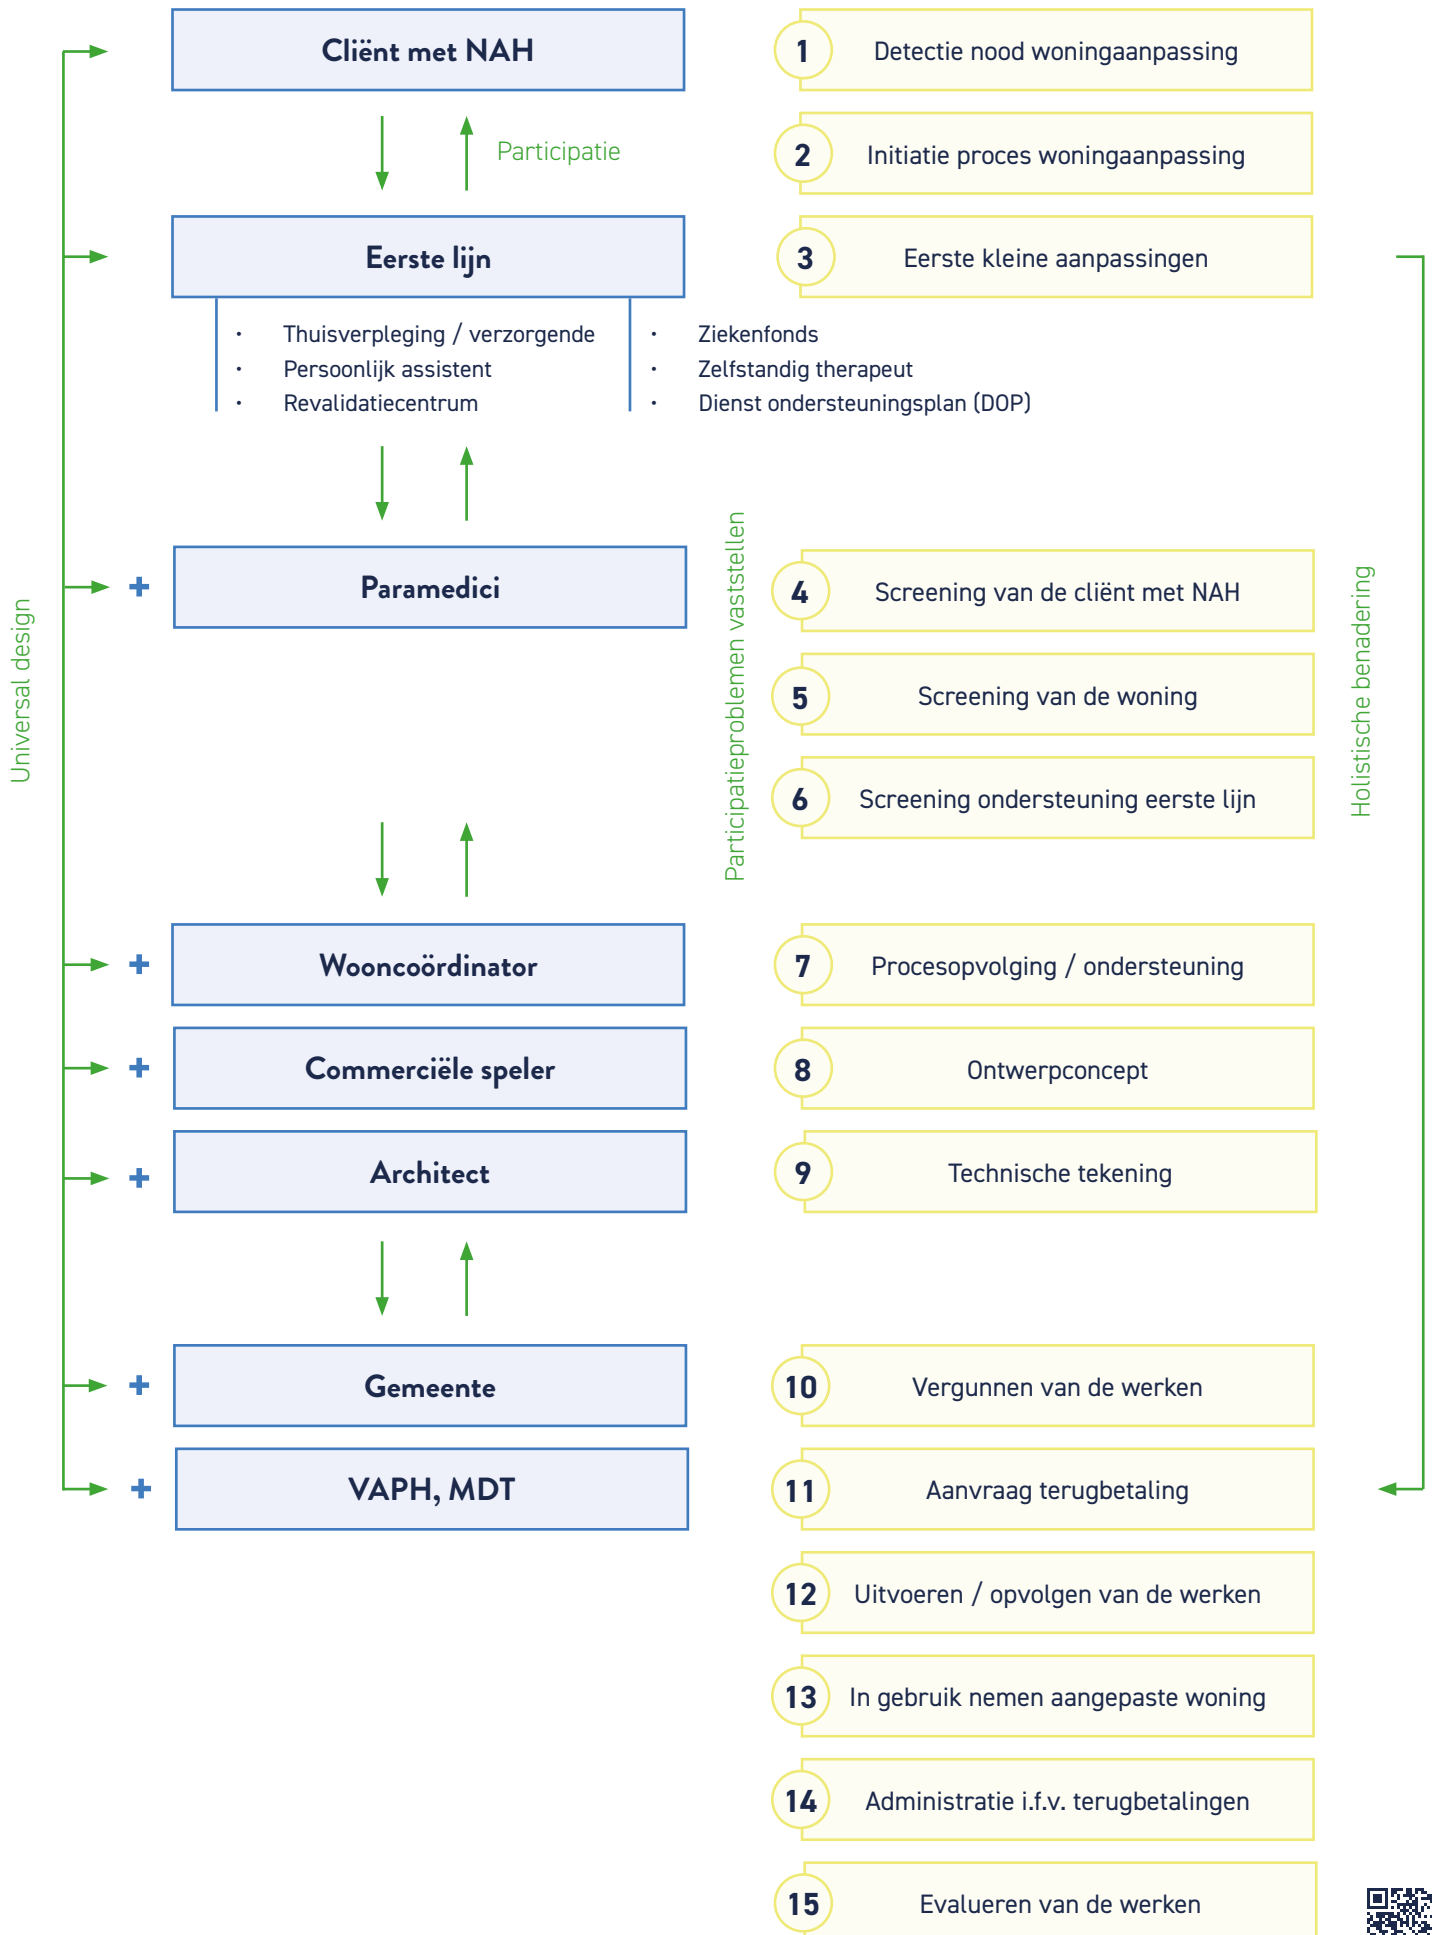 Cliënt met NAH
1 Detectie nood woningaanpassing
Participatie
2 Initiatie proces woningaanpassing
Eerste lijn
3 Eerste kleine aanpassingen
• Thuisverpleging / verzorgende
• Persoonlijk assistent
• Revalidatiecentrum
• Ziekenfonds
• Zelfstandig therapeut
• Dienst ondersteuningsplan (DOP)
Universal design
+ Paramedici
Participatieproblemen vaststellen
4 Screening van de cliënt met NAH
5 Screening van de woning
6 Screening ondersteuning eerste lijn
Holistische benadering
+ Wooncoördinator
7 Procesopvolging / ondersteuning
+ Commerciële speler
8 Ontwerpconcept
+ Architect
9 Technische tekening
+ Gemeente
10 Vergunnen van de werken
+ VAPH, MDT
11 Aanvraag terugbetaling
12 Uitvoeren / opvolgen van de werken
13 In gebruik nemen aangepaste woning
14 Administratie i.f.v. terugbetalingen
15 Evalueren van de werken